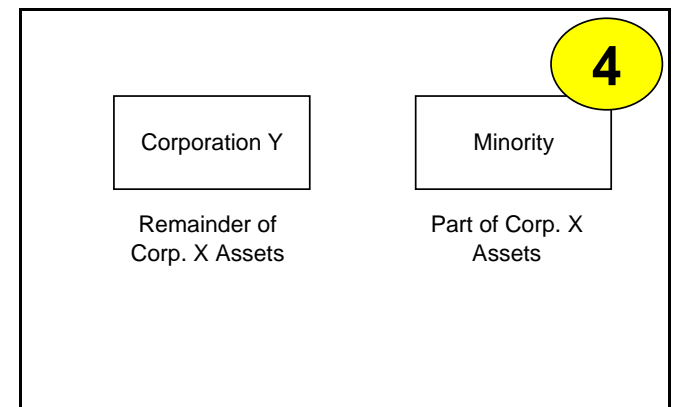 4
Corporation Y
Minority
Remainder of
Corp. X Assets
Part of Corp. X
Assets